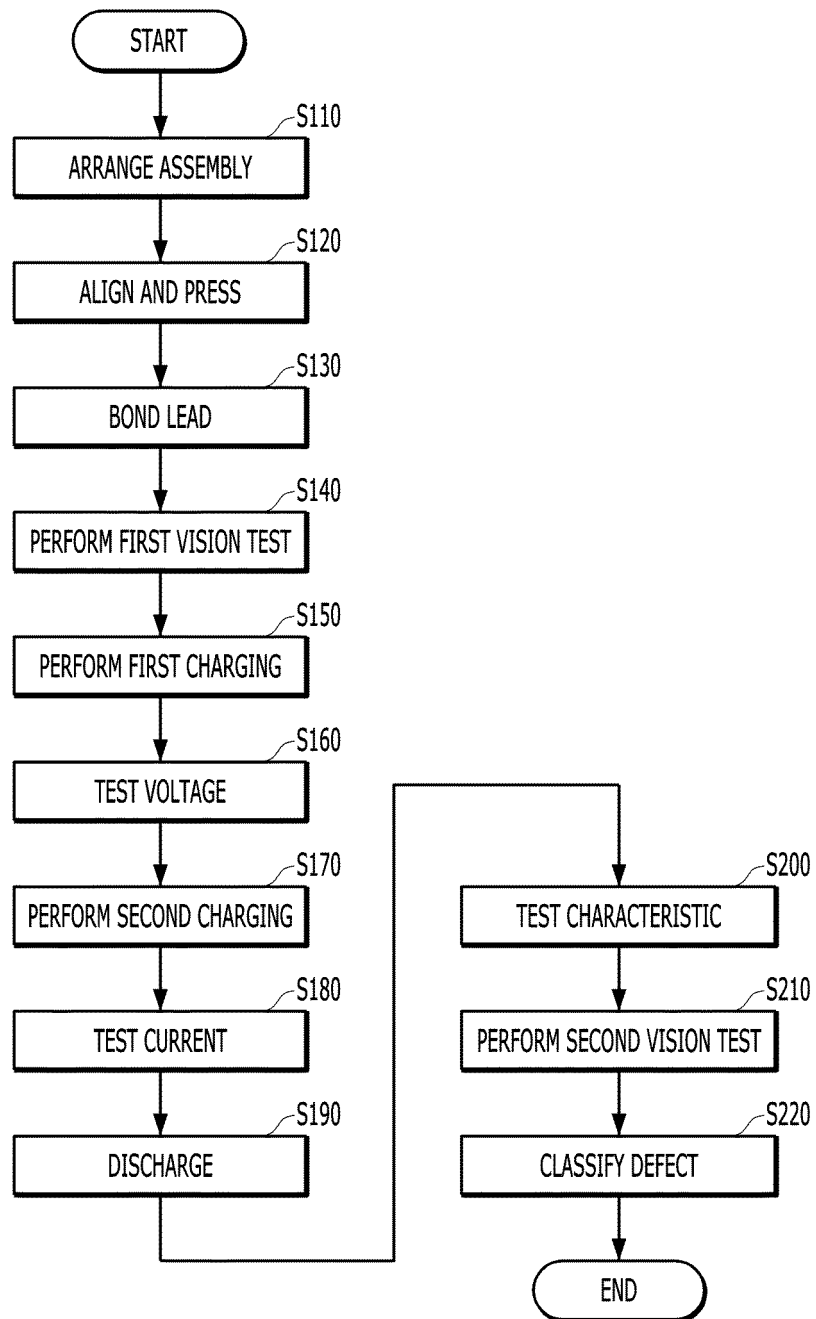 START
S110
ARRANGE ASSEMBLY
S120
ALIGN AND PRESS
S130
BOND LEAD
S140
PERFORM FIRST VISION TEST
S150
PERFORM FIRST CHARGING
S160
TEST VOLTAGE
S170
PERFORM SECOND CHARGING
S180
TEST CURRENT
S190
DISCHARGE
S200
TEST CHARACTERISTIC
S210
PERFORM SECOND VISION TEST
S220
CLASSIFY DEFECT
END